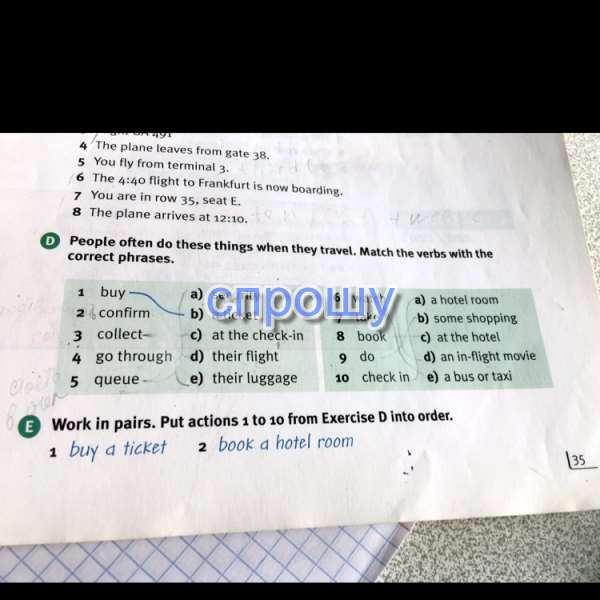 4 The plane leaves from gate 38.
5 You fly from terminal 3.
6 The 4:40 flight to Frankfurt is now boarding.
7 You are in row 35, seat E.
8 The plane arrives at 12:10.
D People often do these things when they travel. Match the verbs with the
correct phrases.
1 buy a)
2 confirm b)
3 collect c) at the check-in
4 go through d) their flight
5 queue e) their luggage
спрошу
6 a) a hotel room
7 b) some shopping
8 book c) at the hotel
9 do d) an in-flight movie
10 check in e) a bus or taxi
E Work in pairs. Put actions 1 to 10 from Exercise D into order.
1 buy a ticket 2 book a hotel room
35